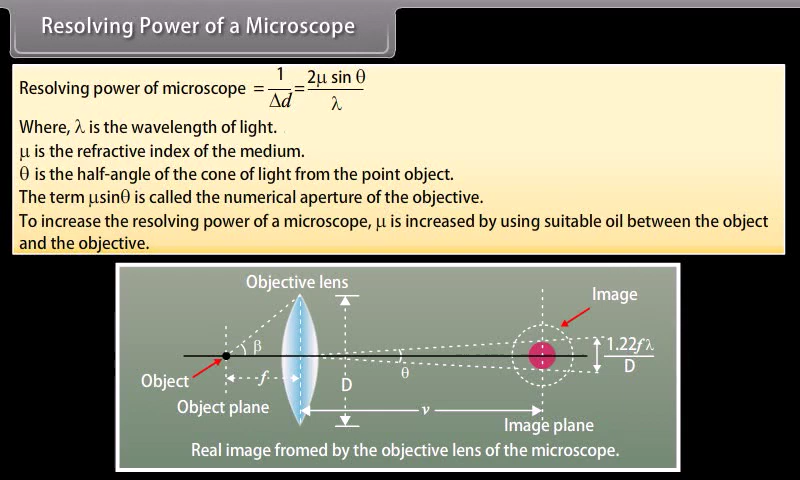 Resolving Power of a Microscope
Resolving power of microscope = 1/Δd = 2μ sin θ/λ
Where, λ is the wavelength of light.
μ is the refractive index of the medium.
θ is the half-angle of the cone of light from the point object.
The term μsinθ is called the numerical aperture of the objective.
To increase the resolving power of a microscope, μ is increased by using suitable oil between the object
and the objective.
Objective lens
Image
β
θ
1.22fλ/D
Object
f
D
Object plane
v
Image plane
Real image fromed by the objective lens of the microscope.